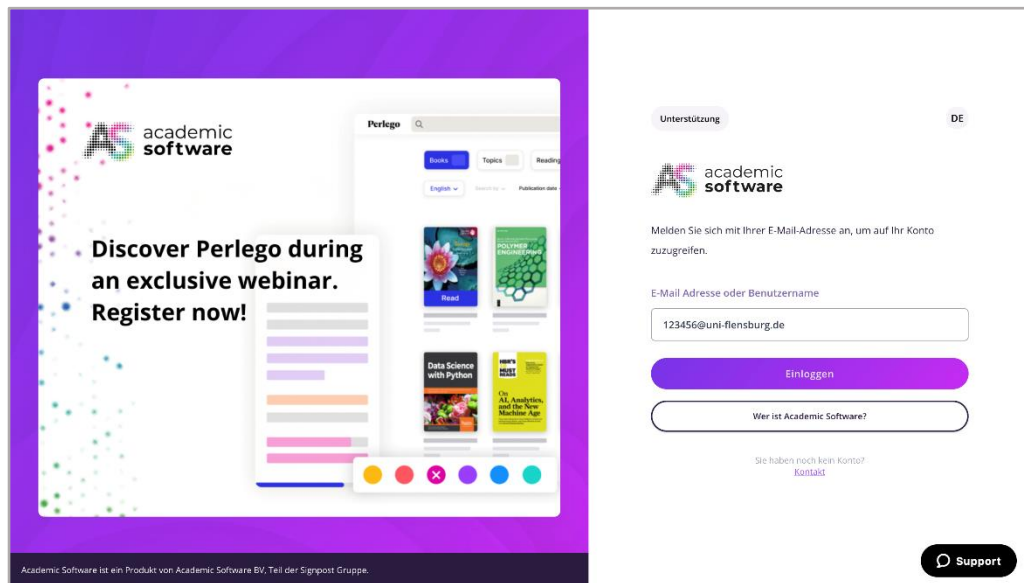 academic
software
Discover Perlego during
an exclusive webinar.
Register now!
Perlego
Books
Topics
Reading
English
Search by
Publication date
POLYMER
ENGINEERING
Read
Data Science
with Python
HBR'S
MUST
READS
On
AI, Analytics,
and the New
Machine Age
Academic Software ist ein Produkt von Academic Software BV, Teil der Signpost Gruppe.
Unterstützung
DE
academic
software
Melden Sie sich mit Ihrer E-Mail-Adresse an, um auf Ihr Konto
zuzugreifen.
E-Mail Adresse oder Benutzername
123456@uni-flensburg.de
Einloggen
Wer ist Academic Software?
Sie haben noch kein Konto?
Kontakt
Support